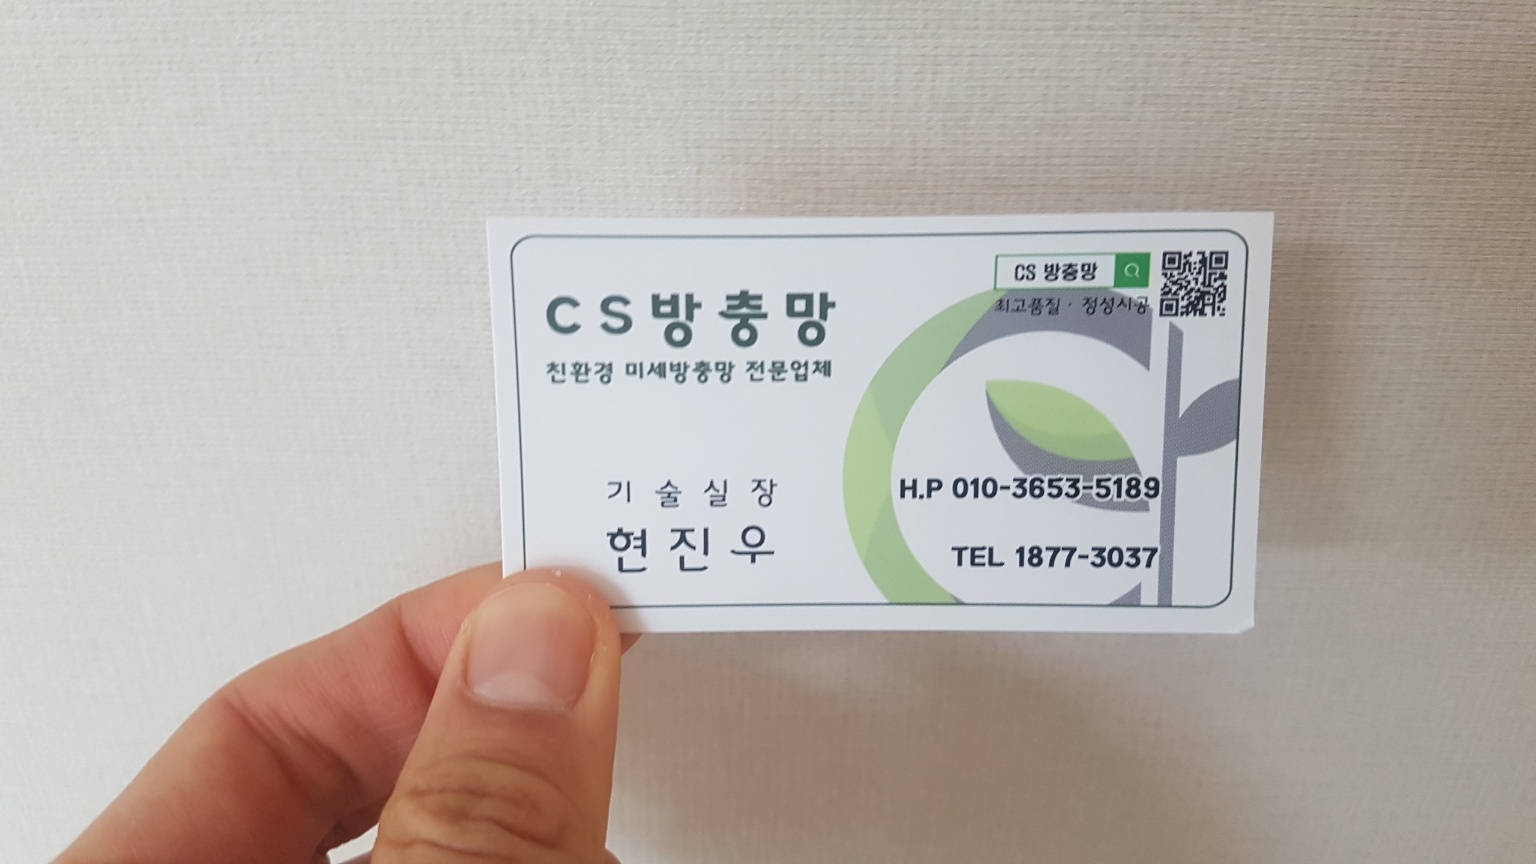 CS방충망
친환경 미세방충망 전문업체
CS 방충망
최고품질 · 정성시공
기술실장
현진우
H.P 010-3653-5189
TEL 1877-3037